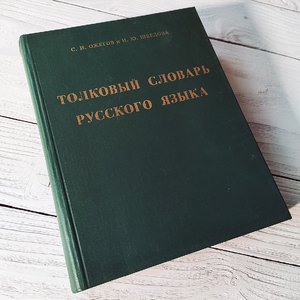 С. И. ОЖЕГОВ и Н. Ю. ШВЕДОВА
ТОЛКОВЫЙ СЛОВАРЬ
РУССКОГО ЯЗЫКА